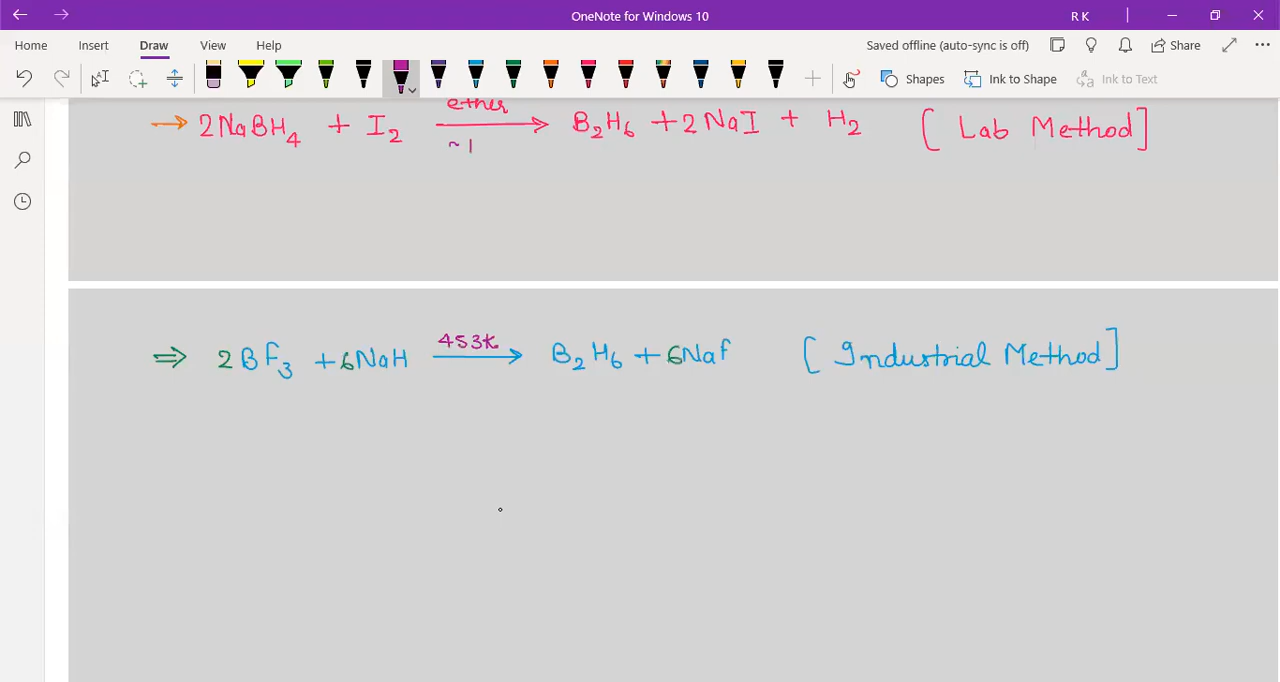 OneNote for Windows 10
R K
Home Insert Draw View Help
Saved offline (auto-sync is off) Share
Shapes Ink to Shape Ink to Text
ether
→ 2NaBH₄ + I₂ ⟶ B₂H₆ + 2NaI + H₂ [Lab Method]
~1
453K
⇒ 2BF₃ + 6NaH ⟶ B₂H₆ + 6Naf [Industrial Method]